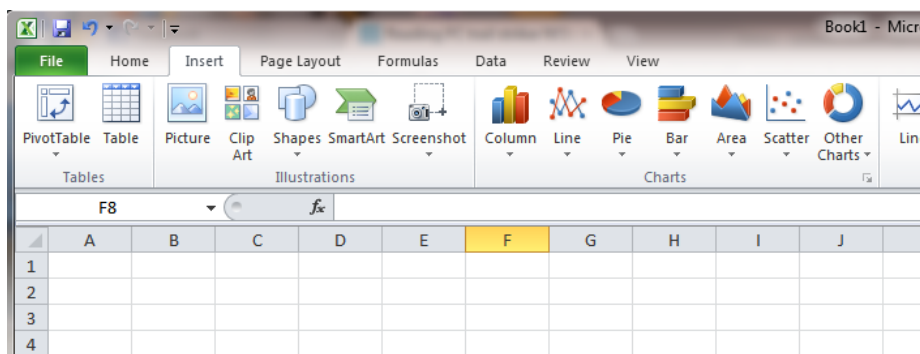 Book1 - Micr
File Home Insert Page Layout Formulas Data Review View
PivotTable Table Picture Clip Art Shapes SmartArt Screenshot Column Line Pie Bar Area Scatter Other Charts Lin
Tables Illustrations Charts
F8 fx
A B C D E F G H I J
1
2
3
4